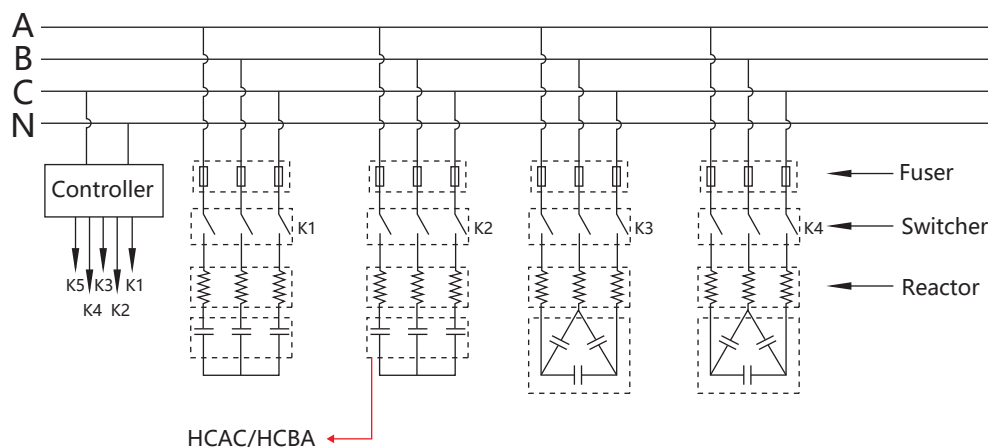 A
B
C
N
Controller
Fuser
K1
K2
K3
K4
Switcher
K5
K3
K1
K4
K2
Reactor
HCAC/HCBA